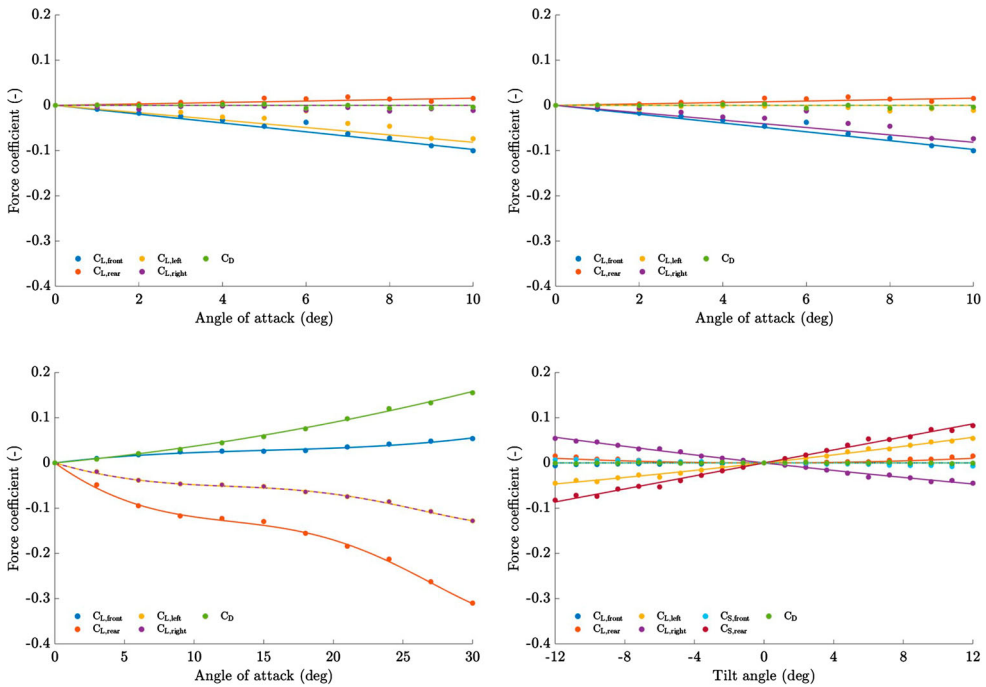 0.2
0.1
0
-0.1
-0.2
-0.3
-0.4
Force coefficient (-)
C_L,front C_L,left C_D
C_L,rear C_L,right
0 2 4 6 8 10
Angle of attack (deg)
0.2
0.1
0
-0.1
-0.2
-0.3
-0.4
Force coefficient (-)
C_L,front C_L,left C_D
C_L,rear C_L,right
0 2 4 6 8 10
Angle of attack (deg)
0.2
0.1
0
-0.1
-0.2
-0.3
-0.4
Force coefficient (-)
C_L,front C_L,left C_D
C_L,rear C_L,right
0 5 10 15 20 25 30
Angle of attack (deg)
0.2
0.1
0
-0.1
-0.2
-0.3
-0.4
Force coefficient (-)
C_L,front C_L,left C_S,front C_D
C_L,rear C_L,right C_S,rear
-12 -8 -4 0 4 8 12
Tilt angle (deg)